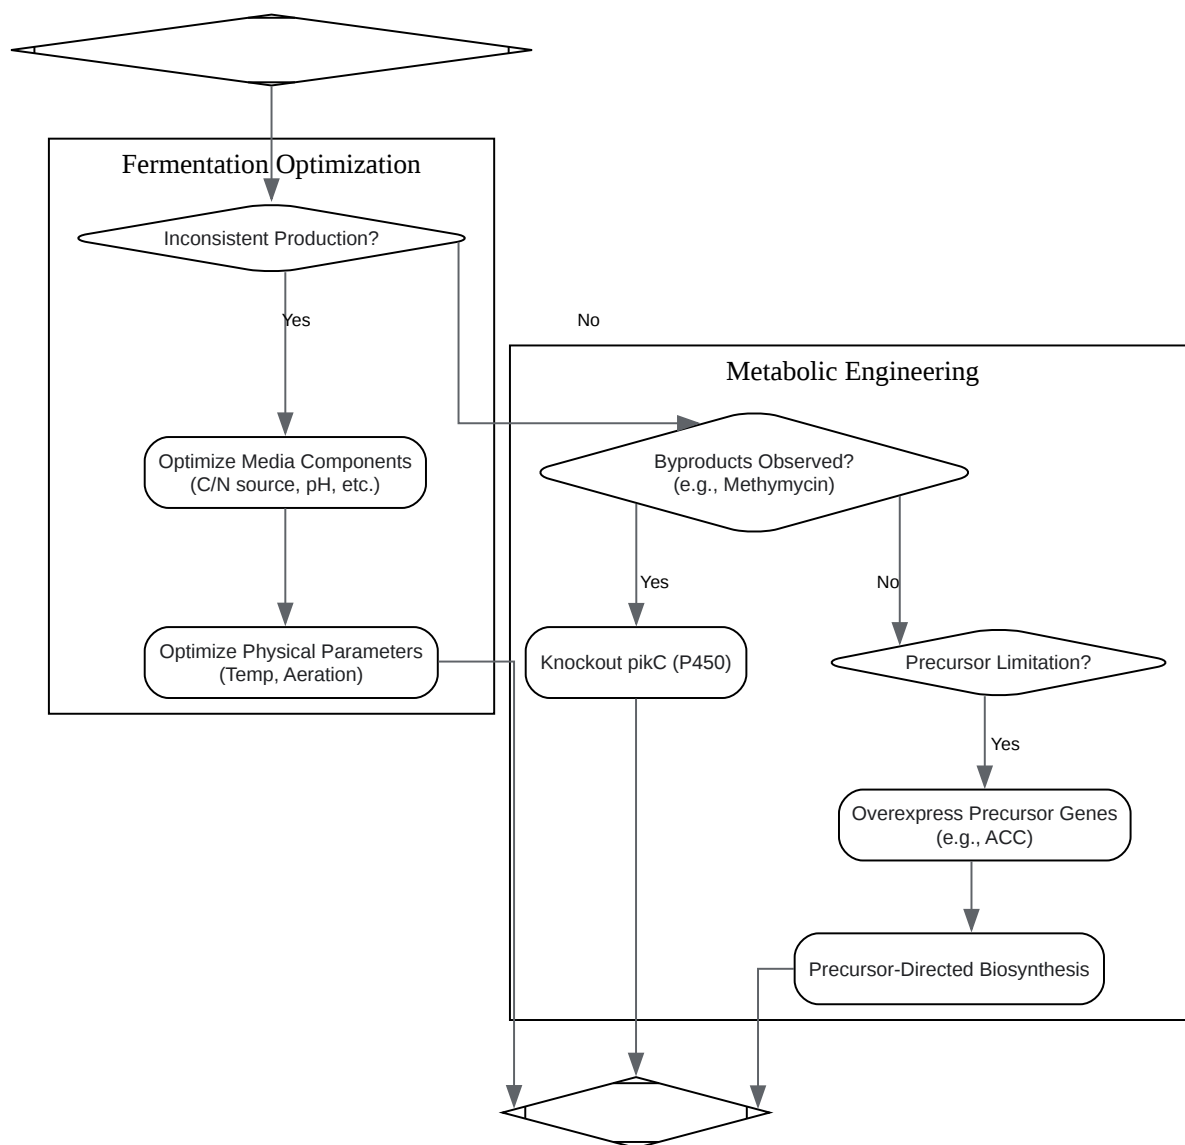 Fermentation Optimization
Inconsistent Production?
Yes
No
Metabolic Engineering
Optimize Media Components
(C/N source, pH, etc.)
Byproducts Observed?
(e.g., Methymycin)
Yes
No
Optimize Physical Parameters
(Temp, Aeration)
Knockout pikC (P450)
Precursor Limitation?
Yes
Overexpress Precursor Genes
(e.g., ACC)
Precursor-Directed Biosynthesis